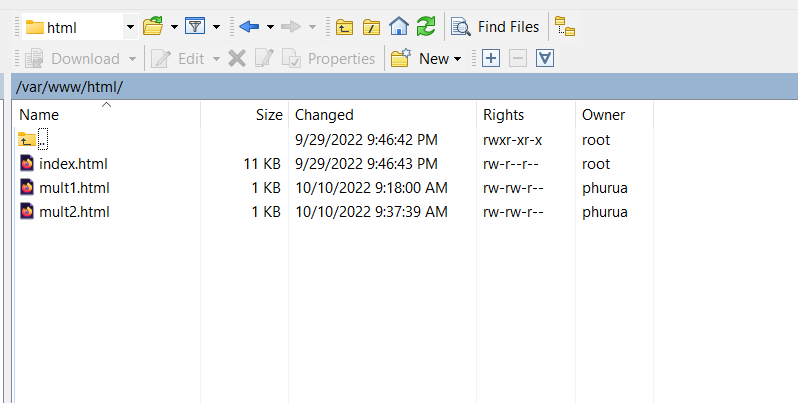 html Find Files
Download Edit Properties New
/var/www/html/
Name Size Changed Rights Owner
.. 9/29/2022 9:46:42 PM rwxr-xr-x root
index.html 11 KB 9/29/2022 9:46:43 PM rw-r--r-- root
mult1.html 1 KB 10/10/2022 9:18:00 AM rw-rw-r-- phurua
mult2.html 1 KB 10/10/2022 9:37:39 AM rw-rw-r-- phurua